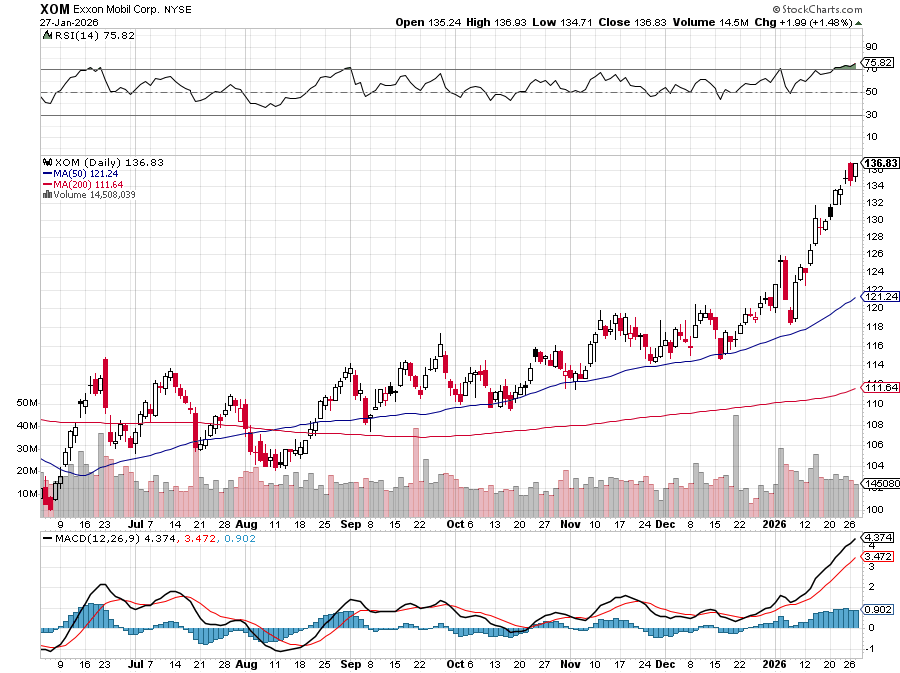 XOM Exxon Mobil Corp. NYSE
© StockCharts.com
27-Jan-2026
Open 135.24 High 136.93 Low 134.71 Close 136.83 Volume 14.5M Chg +1.99 (+1.48%)
RSI(14) 75.82
90
75.82
70
50
30
10
XOM (Daily) 136.83
MA(50) 121.24
MA(200) 111.64
Volume 14,508,039
136.83
136
134
132
130
128
126
124
122
121.24
120
118
116
114
111.64
110
108
106
104
100
14508039
50M
40M
30M
20M
10M
9 16 23 Jul 7 14 21 28 Aug 11 18 25 Sep 8 15 22 Oct 6 13 20 27 Nov 10 17 24 Dec 8 15 22 2026 12 20 26
MACD(12,26,9) 4.374, 3.472, 0.902
4.374
4
3.472
3
2
0.902
0
-1
9 16 23 Jul 7 14 21 28 Aug 11 18 25 Sep 8 15 22 Oct 6 13 20 27 Nov 10 17 24 Dec 8 15 22 2026 12 20 26